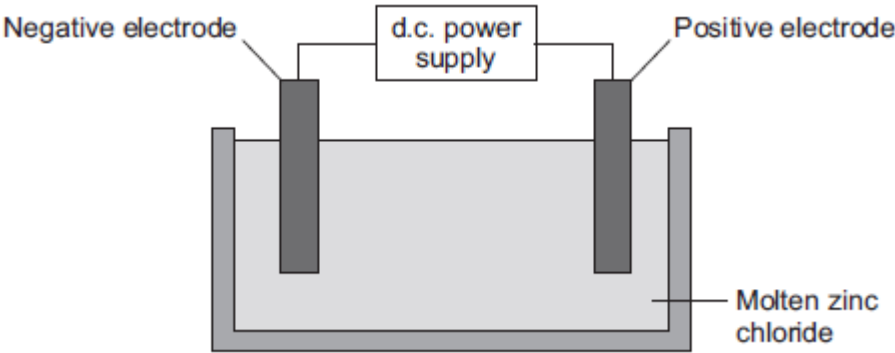 Negative electrode
d.c. power
supply
Positive electrode
Molten zinc
chloride